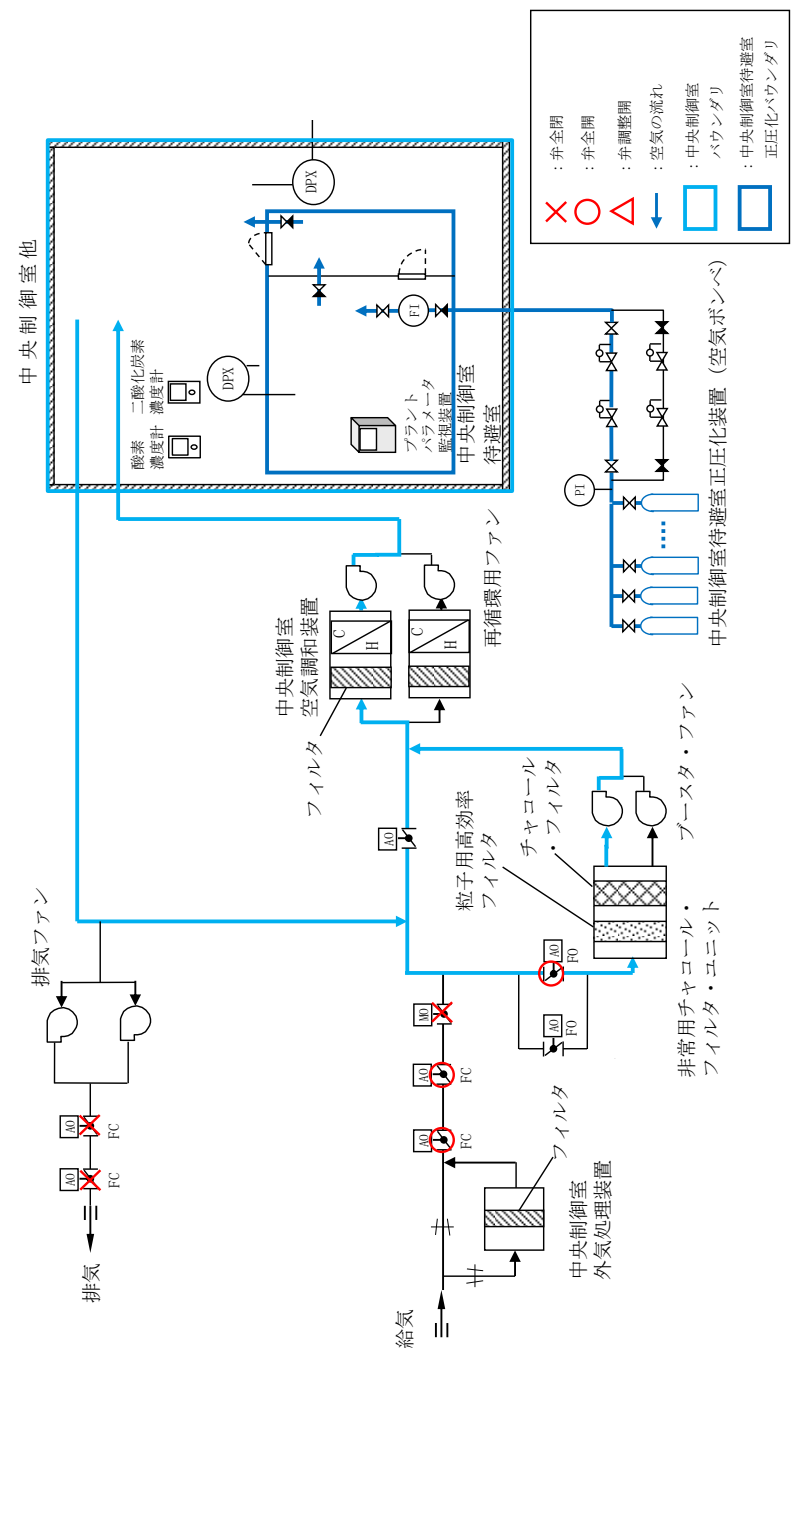 中央制御室他
酸素
濃度計
二酸化炭素
濃度計
DPX
DPX
FI
プラント
パラメータ
監視装置
中央制御室
待避室
：弁全閉
：弁全開
：弁調整開
：空気の流れ
：中央制御室
バウンダリ
：中央制御室待避室
正圧化バウンダリ
PI
中央制御室待避室正圧化装置（空気ボンベ）
中央制御室
空気調和装置
フィルタ
C
H
C
H
再循環用ファン
AO
排気ファン
AO
FC
AO
FC
排気
給気
AO
FC
AO
FC
MO
フィルタ
中央制御室
外気処理装置
AO
FO
AO
FO
粒子用高効率
フィルタ
チャコール
・フィルタ
ブースタ・ファン
非常用チャコール・
フィルタ・ユニット